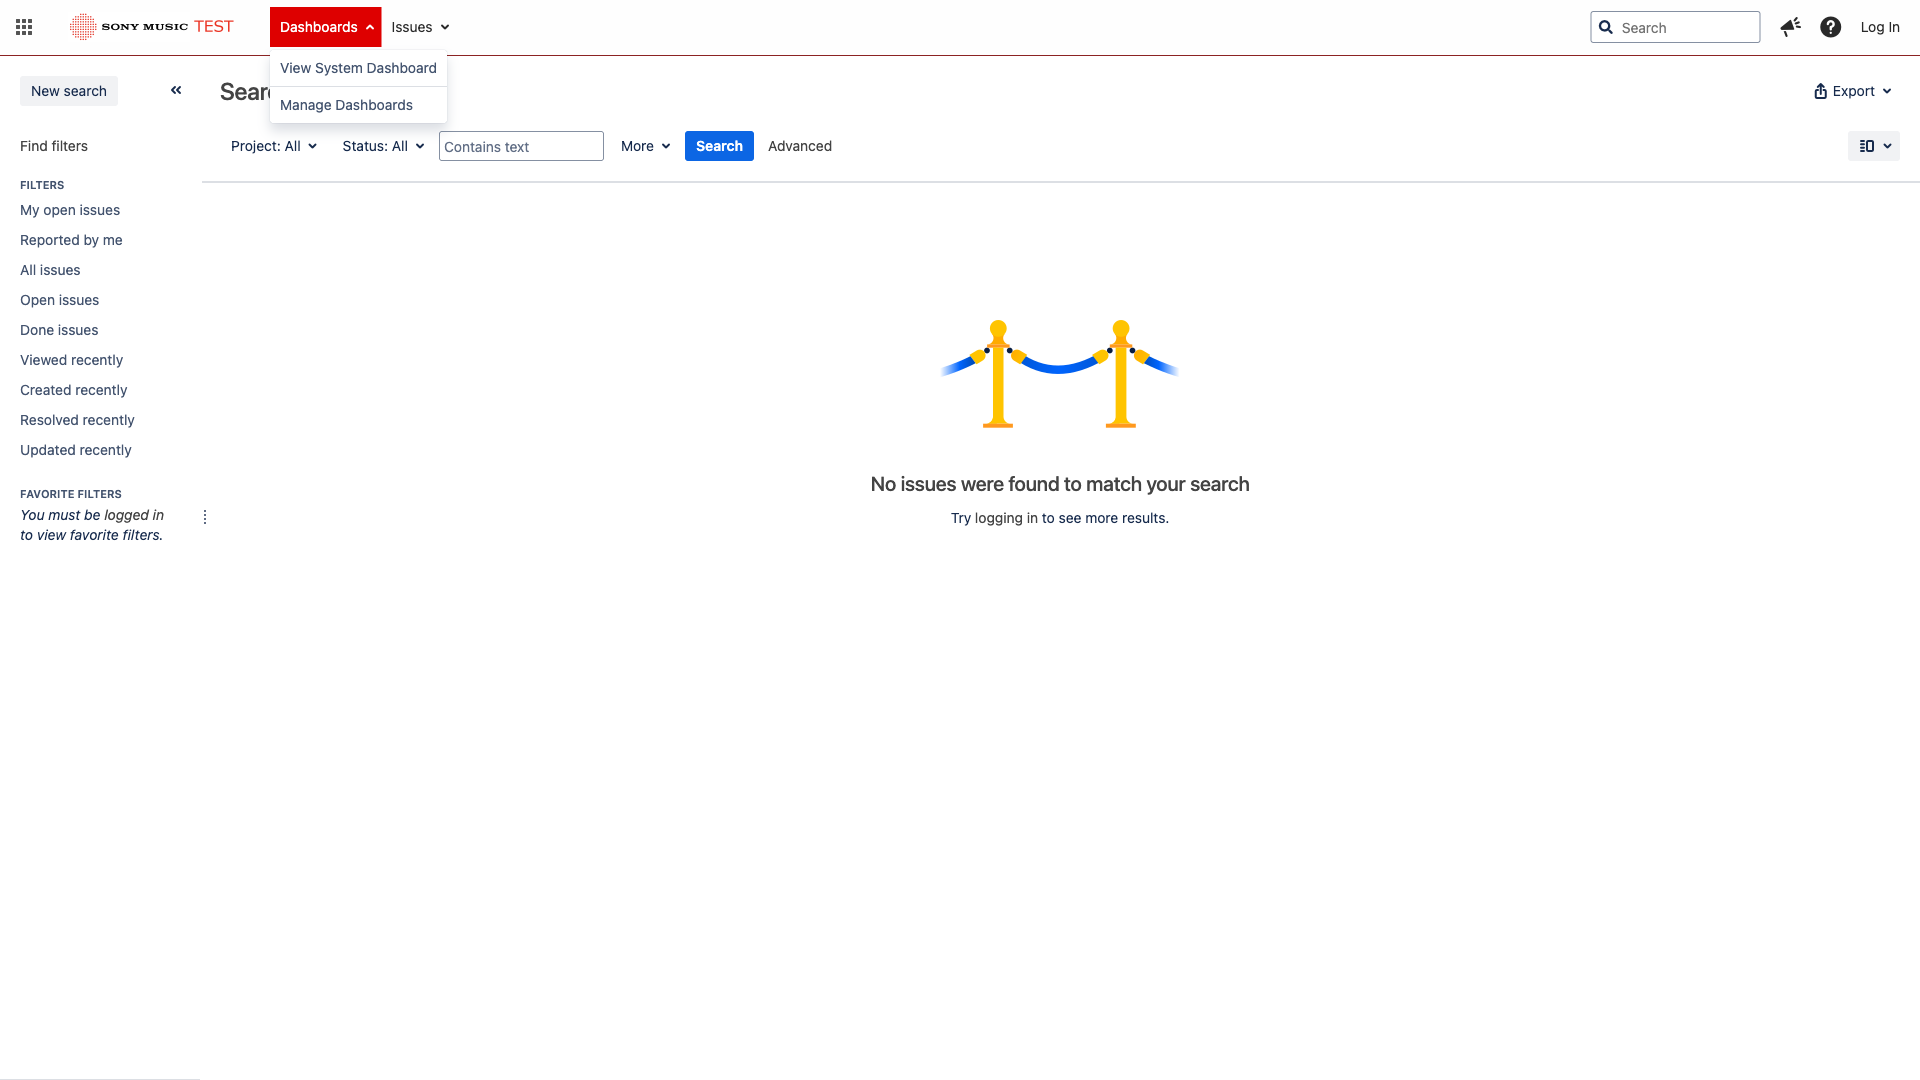 SONY MUSIC TEST
Dashboards
Issues
Search
Log In
View System Dashboard
Manage Dashboards
New search
Export
Find filters
Project: All
Status: All
Contains text
More
Search
Advanced
FILTERS
My open issues
Reported by me
All issues
Open issues
Done issues
Viewed recently
Created recently
Resolved recently
Updated recently
FAVORITE FILTERS
You must be logged in
to view favorite filters.
No issues were found to match your search
Try logging in to see more results.